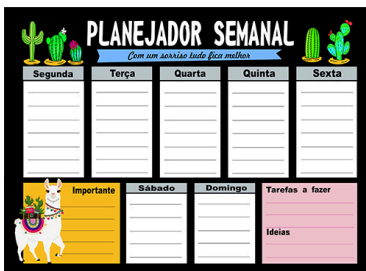 PLANEJADOR SEMANAL
Com um sorriso tudo fica melhor
Segunda Terça Quarta Quinta Sexta
Importante Sábado Domingo Tarefas a fazer
Ideias